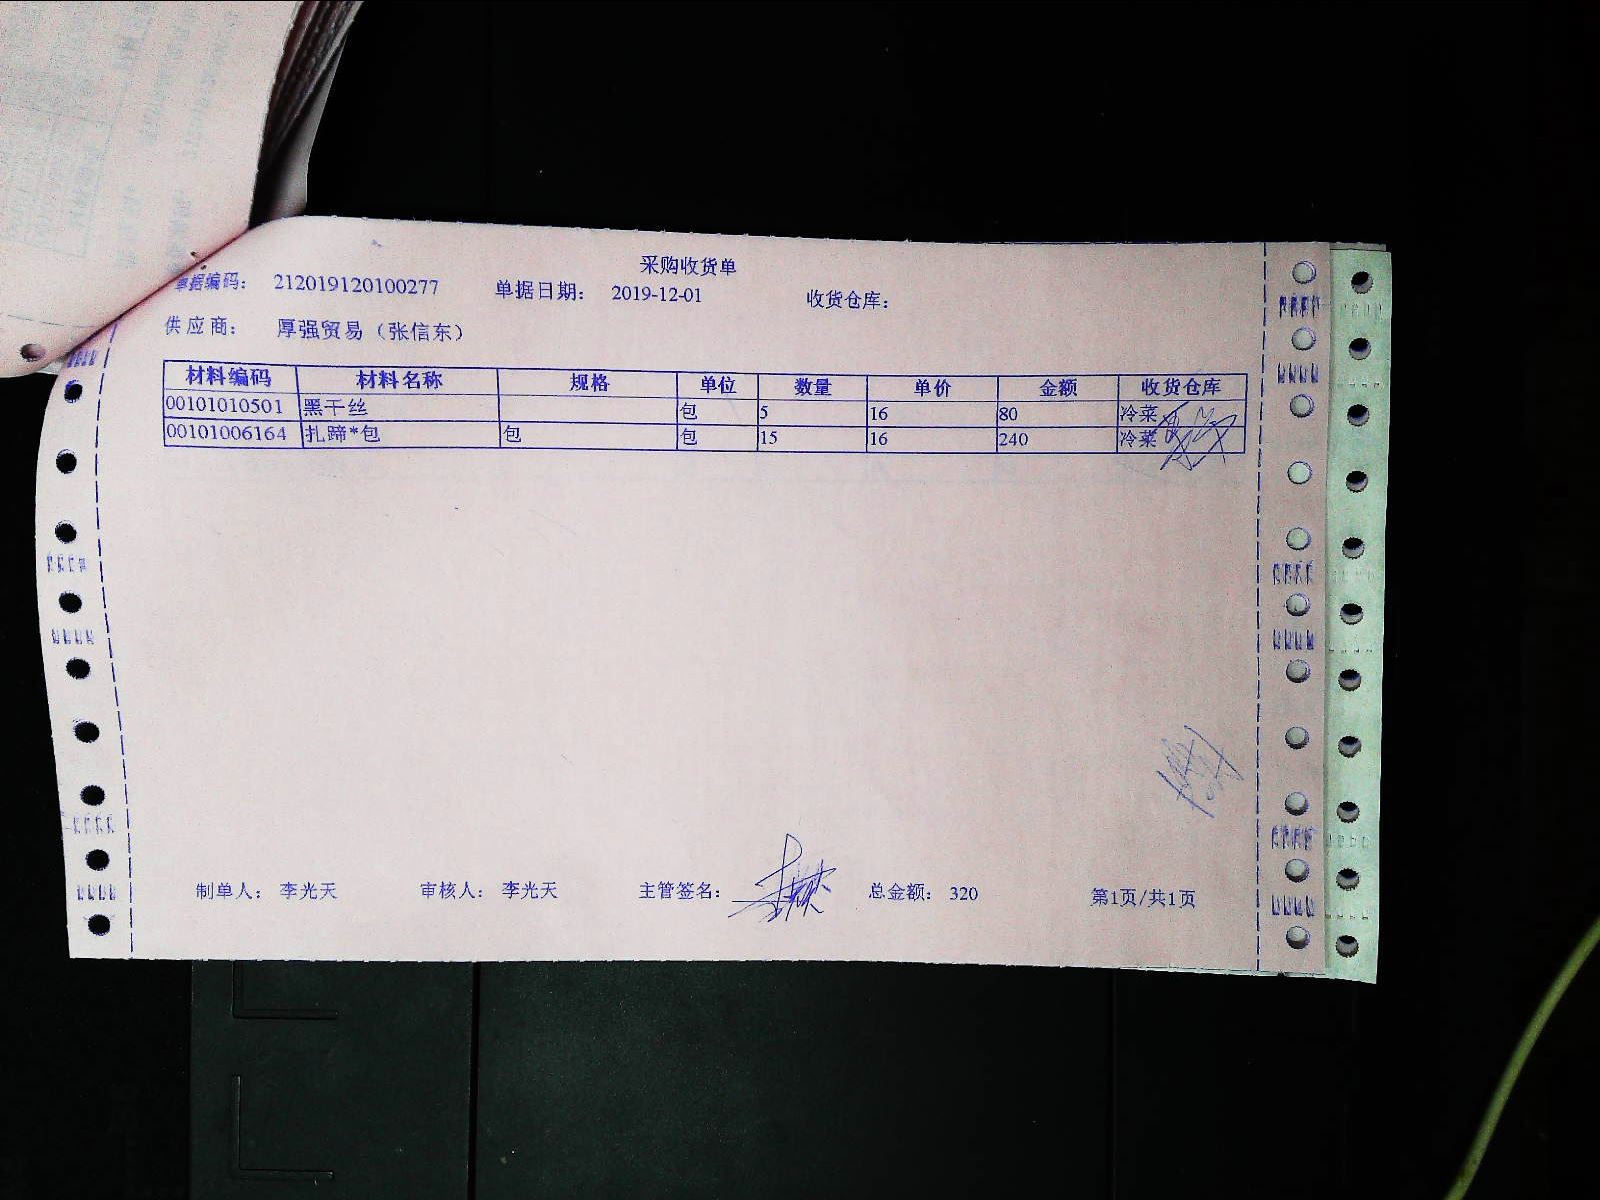 采购收货单
单据编码： 212019120100277 单据日期： 2019-12-01 收货仓库：
供应商： 厚强贸易（张信东）
材料编码 材料名称 规格 单位 数量 单价 金额 收货仓库
00101010501 黑干丝 包 5 16 80 冷菜
00101006164 扎蹄*包 包 包 15 16 240 冷菜
制单人： 李光天 审核人： 李光天 主管签名： 总金额： 320 第1页/共1页